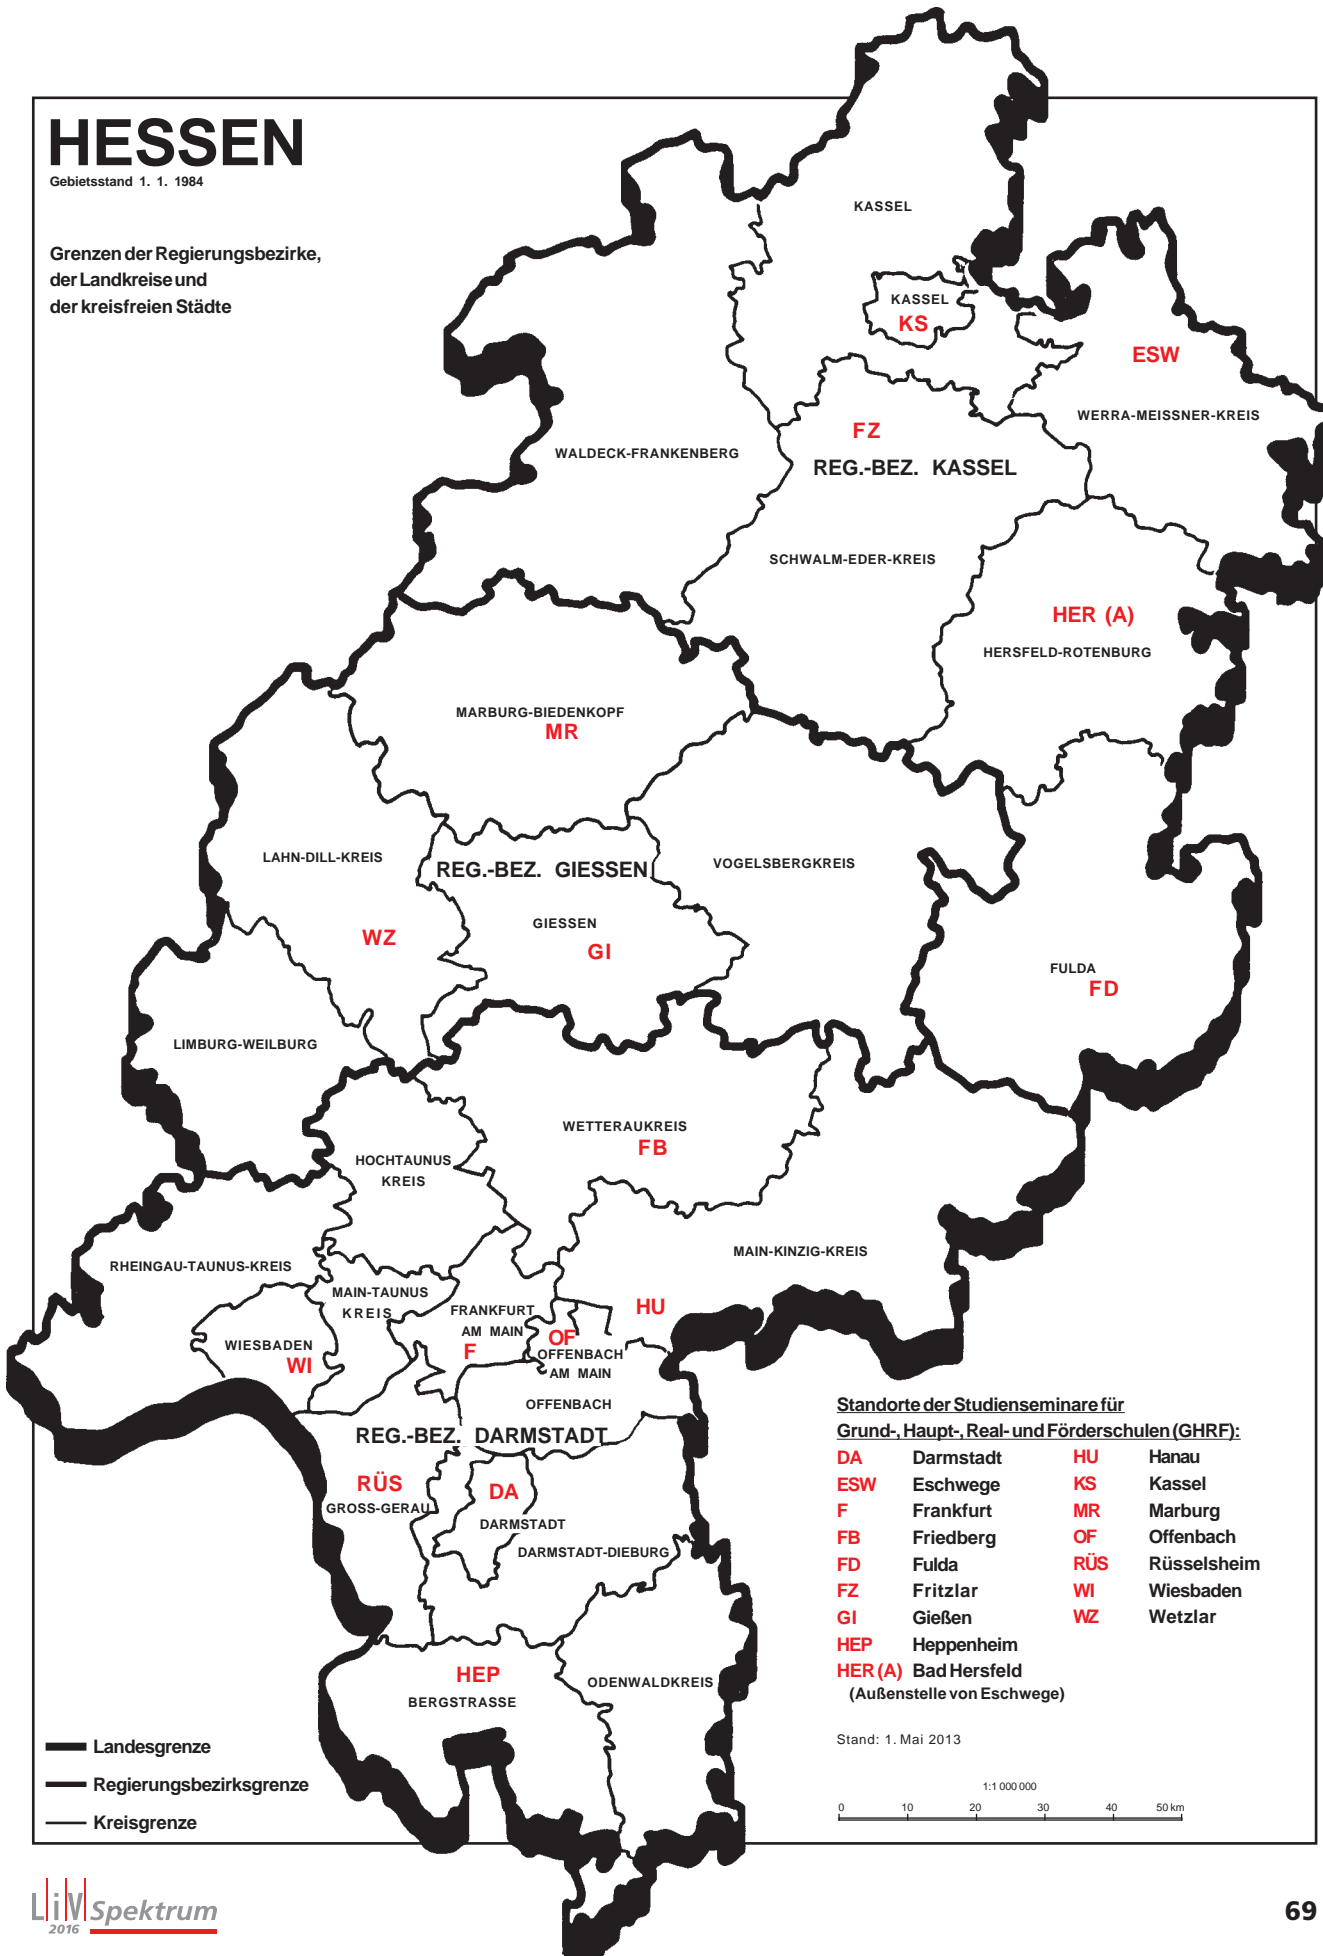 HESSEN
Gebietsstand 1. 1. 1984
Grenzen der Regierungsbezirke,
der Landkreise und
der kreisfreien Städte
KASSEL
KASSEL
KS
ESW
WERRA-MEISSNER-KREIS
FZ
REG.-BEZ. KASSEL
WALDECK-FRANKENBERG
SCHWALM-EDER-KREIS
HER (A)
HERSFELD-ROTENBURG
MARBURG-BIEDENKOPF
MR
LAHN-DILL-KREIS
REG.-BEZ. GIESSEN
VOGELSBERGKREIS
GIESSEN
WZ
GI
FULDA
FD
LIMBURG-WEILBURG
WETTERAUKREIS
FB
HOCHTAUNUS
KREIS
MAIN-KINZIG-KREIS
RHEINGAU-TAUNUS-KREIS
MAIN-TAUNUS
KREIS
FRANKFURT
AM MAIN
F
HU
OF
OFFENBACH
AM MAIN
WIESBADEN
WI
OFFENBACH
REG.-BEZ. DARMSTADT
RÜS
GROSS-GERAU
DA
DARMSTADT
DARMSTADT-DIEBURG
HEP
BERGSTRASSE
ODENWALDKREIS
Standorte der Studienseminare für
Grund-, Haupt-, Real- und Förderschulen (GHRF):
DA Darmstadt
ESW Eschwege
F Frankfurt
FB Friedberg
FD Fulda
FZ Fritzlar
GI Gießen
HEP Heppenheim
HER (A) Bad Hersfeld
(Außenstelle von Eschwege)
HU Hanau
KS Kassel
MR Marburg
OF Offenbach
RÜS Rüsselsheim
WI Wiesbaden
WZ Wetzlar
Stand: 1. Mai 2013
1:1 000 000
0 10 20 30 40 50 km
Landesgrenze
Regierungsbezirksgrenze
Kreisgrenze
LiV Spektrum
2016
69